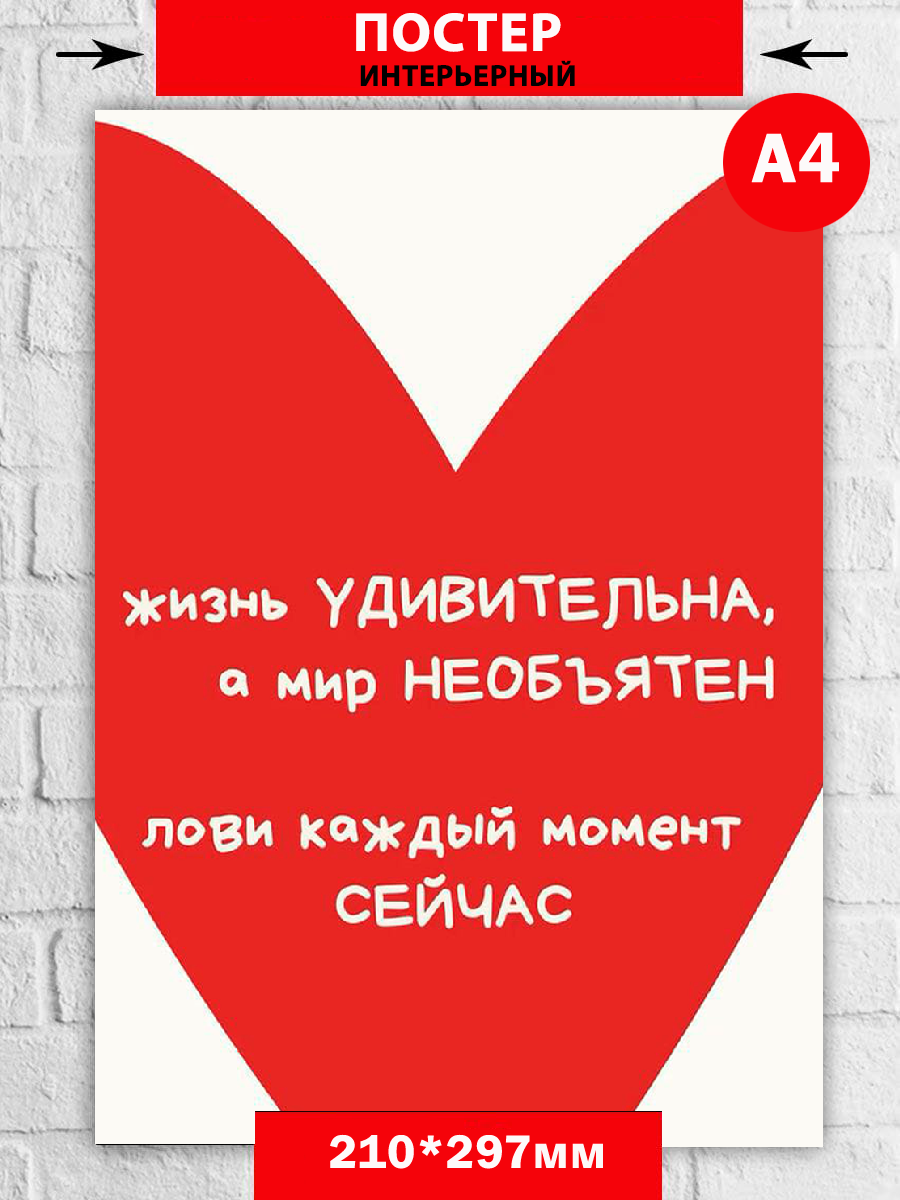 ПОСТЕР
ИНТЕРЬЕРНЫЙ
А4
жизнь УДИВИТЕЛЬНА,
а мир НЕОБЪЯТЕН
лови каждый момент
СЕЙЧАС
210*297мм